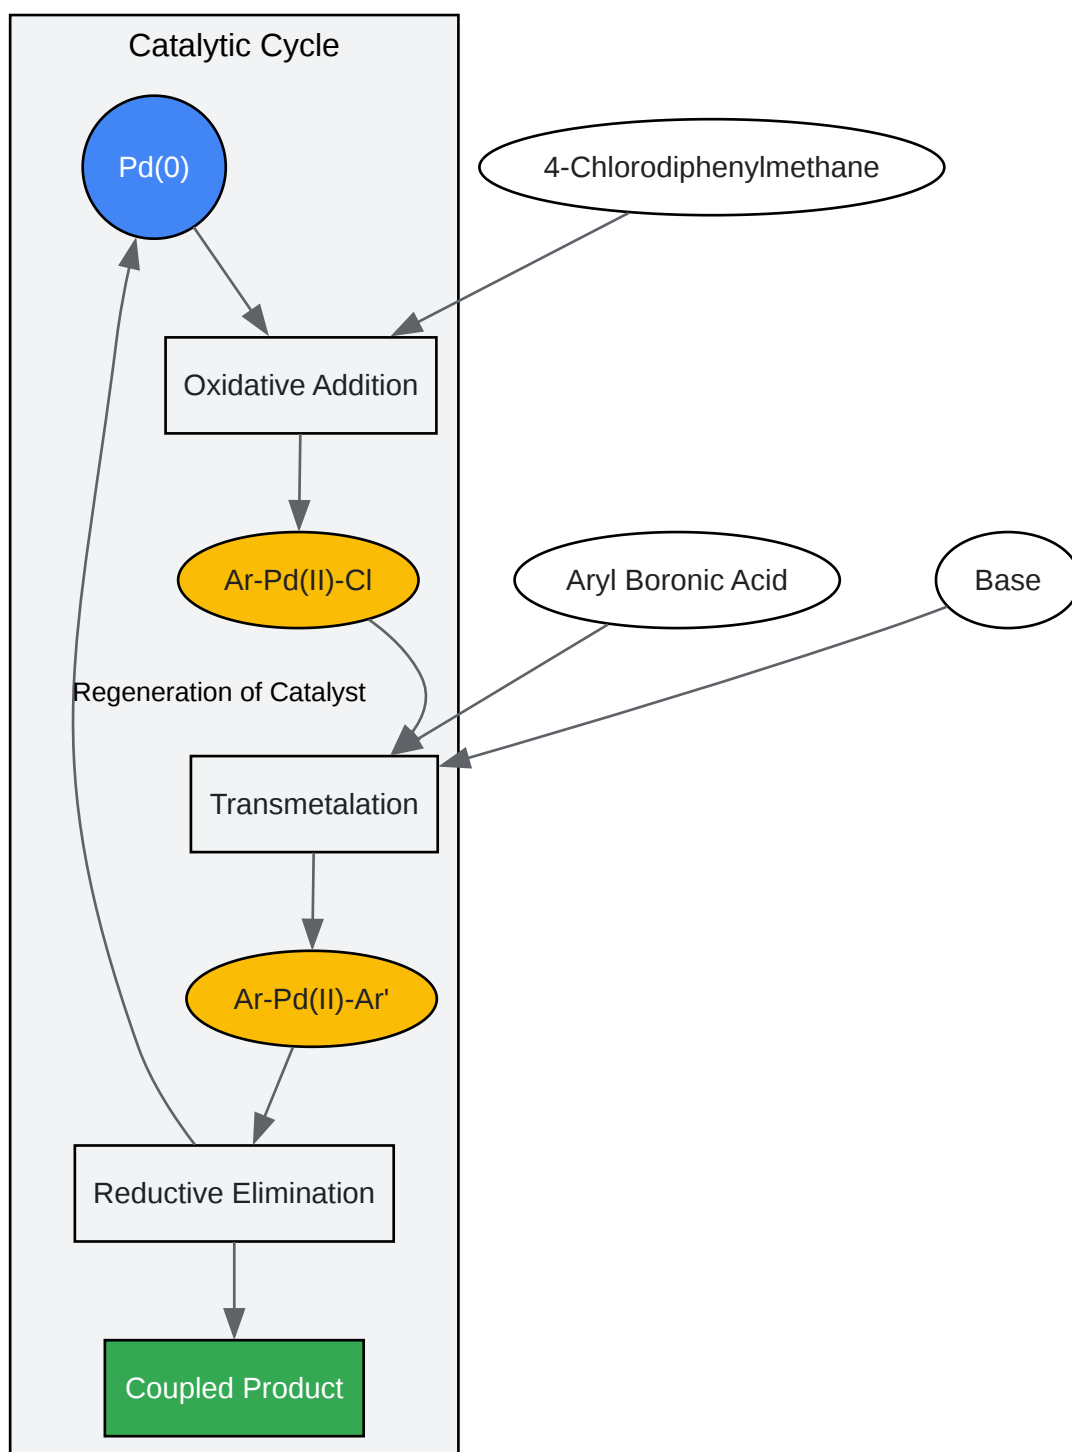 Catalytic Cycle
Pd(0)
4-Chlorodiphenylmethane
Oxidative Addition
Ar-Pd(II)-Cl
Aryl Boronic Acid
Base
Regeneration of Catalyst
Transmetalation
Ar-Pd(II)-Ar'
Reductive Elimination
Coupled Product